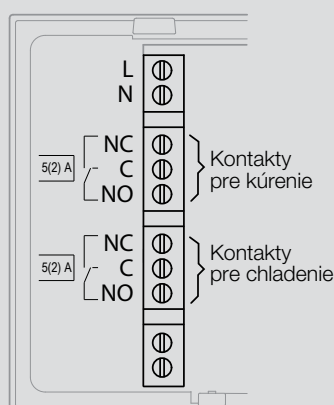 L
N
NC
5(2) A
C
NO
Kontakty
pre kúrenie
NC
5(2) A
C
NO
Kontakty
pre chladenie